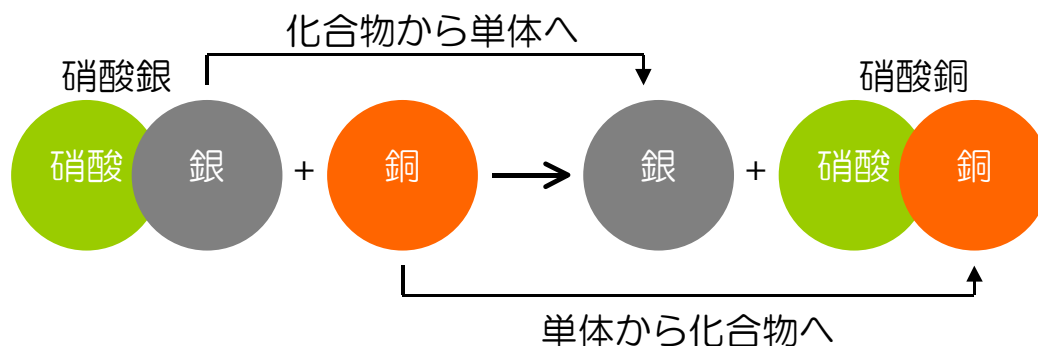 化合物から単体へ
硝酸銀
硝酸銅
硝酸 銀 + 銅 銀 + 硝酸 銅
単体から化合物へ